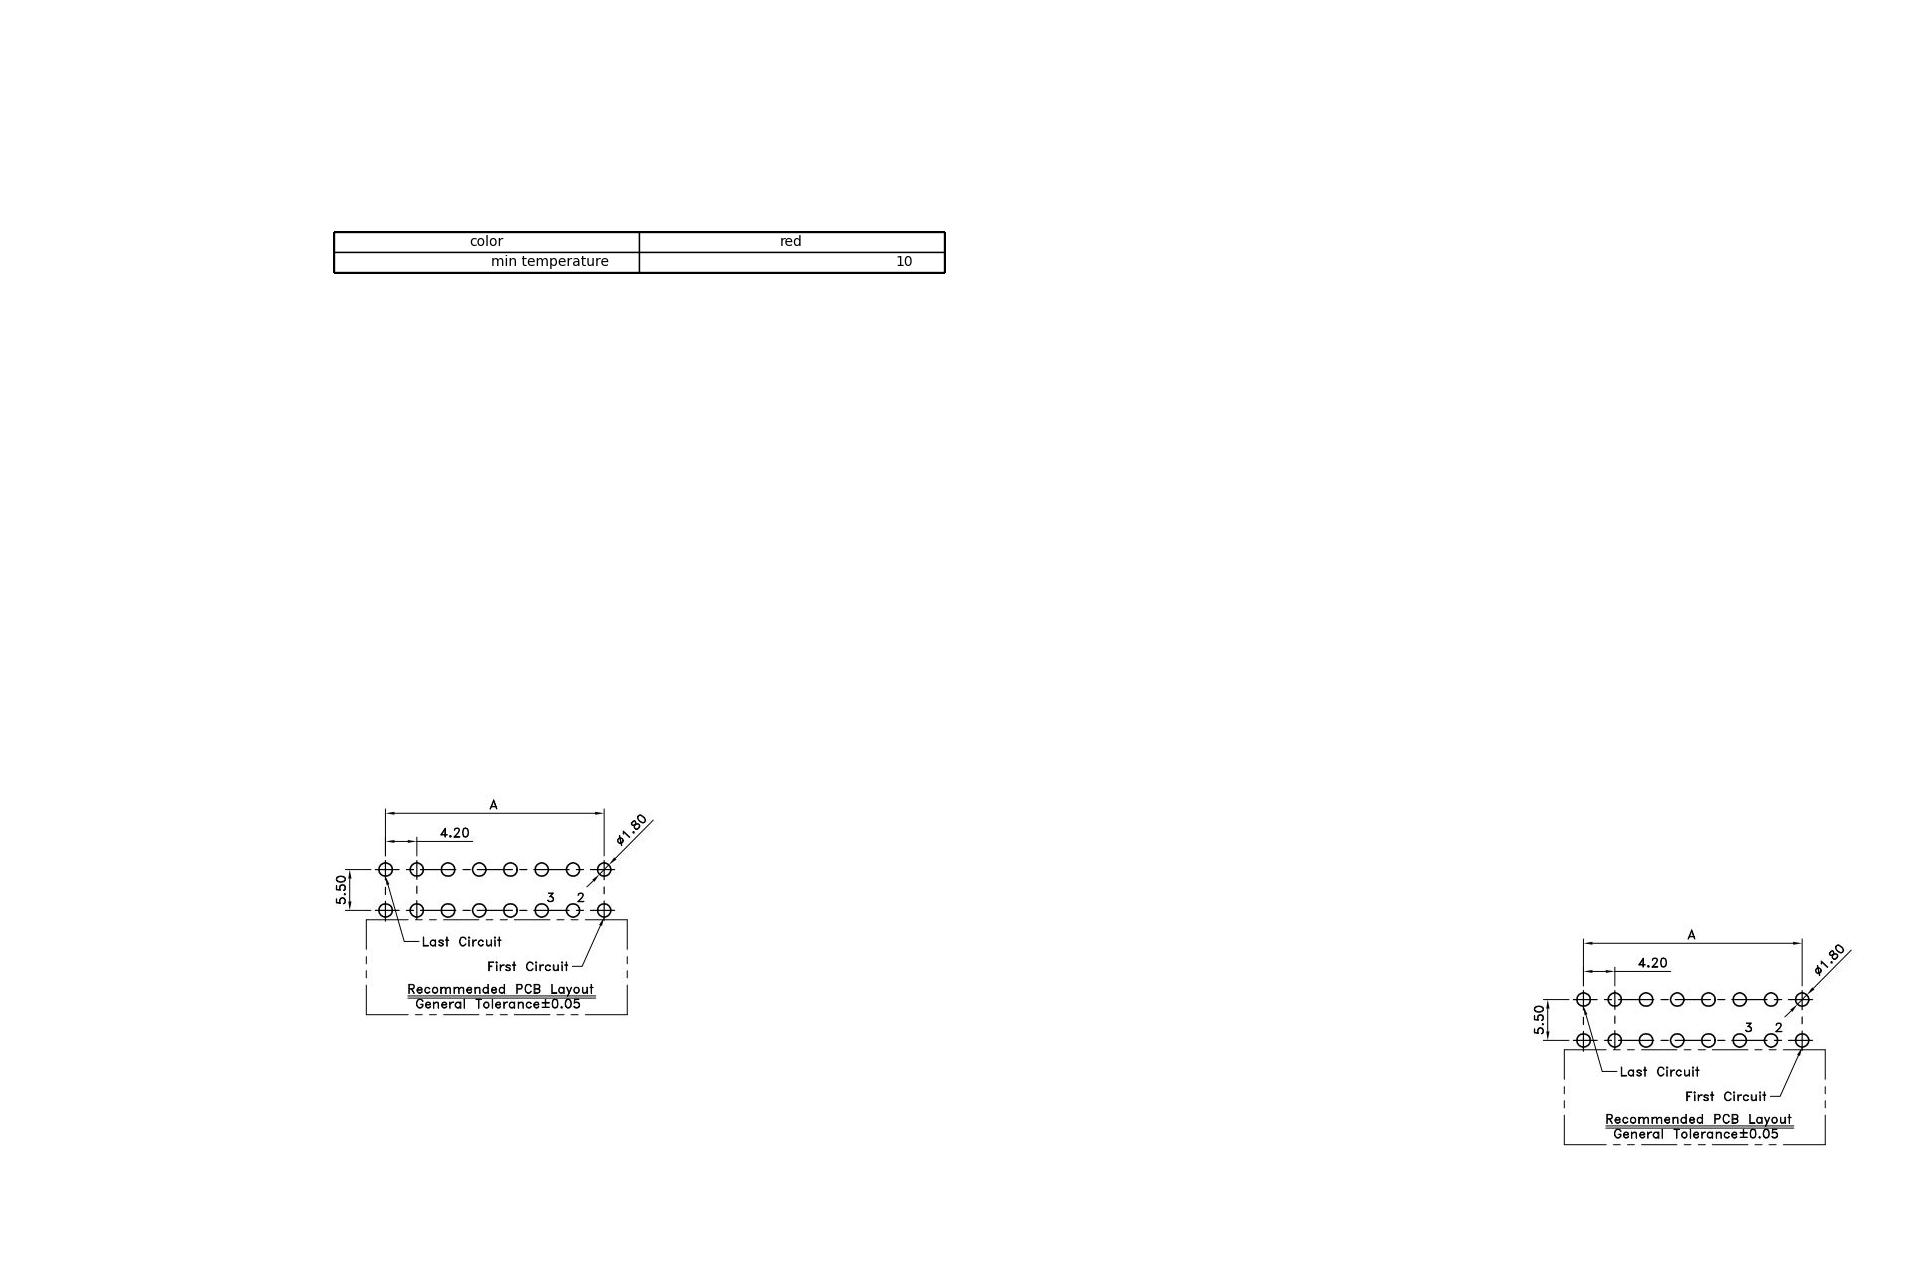 color red
min temperature 10
A
4.20
ø1.80
5.50
3 2
Last Circuit
First Circuit
Recommended PCB Layout
General Tolerance±0.05
A
4.20
ø1.80
5.50
3 2
Last Circuit
First Circuit
Recommended PCB Layout
General Tolerance±0.05